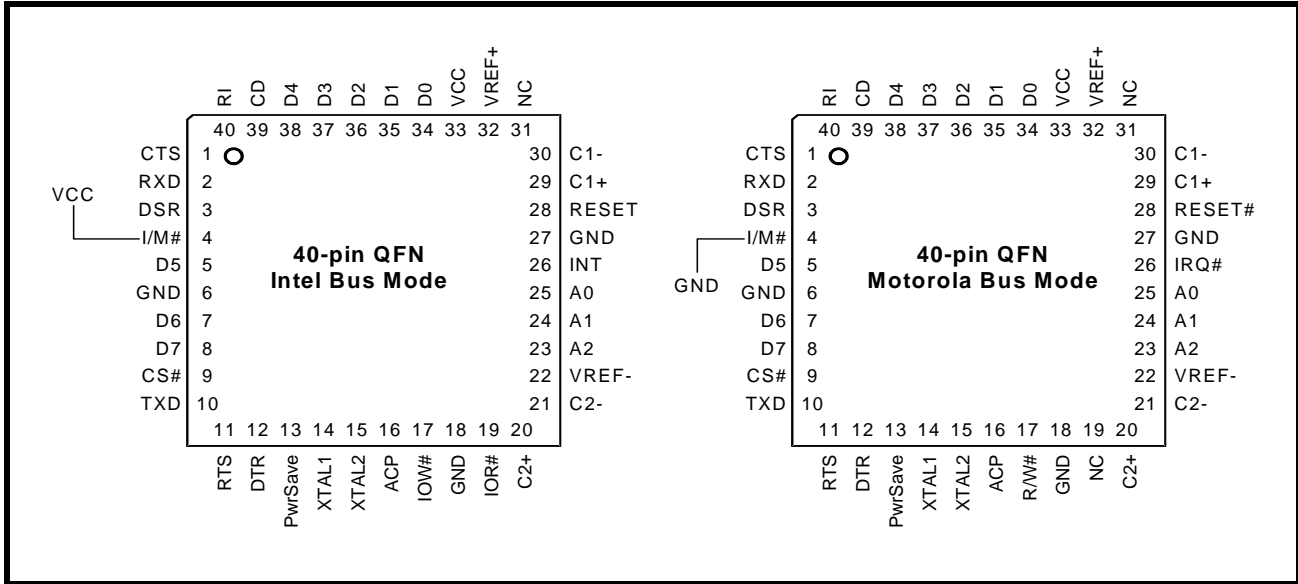 RI CD D4 D3 D2 D1 D0 VCC VREF+ NC
40 39 38 37 36 35 34 33 32 31
CTS 1 30 C1-
RXD 2 29 C1+
VCC
DSR 3 28 RESET
I/M# 4 27 GND
40-pin QFN
Intel Bus Mode
D5 5 26 INT
GND 6 25 A0
D6 7 24 A1
D7 8 23 A2
CS# 9 22 VREF-
TXD 10 21 C2-
11 12 13 14 15 16 17 18 19 20
RTS DTR PwrSave XTAL1 XTAL2 ACP IOW# GND IOR# C2+
RI CD D4 D3 D2 D1 D0 VCC VREF+ NC
40 39 38 37 36 35 34 33 32 31
CTS 1 30 C1-
RXD 2 29 C1+
DSR 3 28 RESET#
I/M# 4 27 GND
40-pin QFN
Motorola Bus Mode
D5 5 26 IRQ#
GND
GND 6 25 A0
D6 7 24 A1
D7 8 23 A2
CS# 9 22 VREF-
TXD 10 21 C2-
11 12 13 14 15 16 17 18 19 20
RTS DTR PwrSave XTAL1 XTAL2 ACP R/W# GND NC C2+